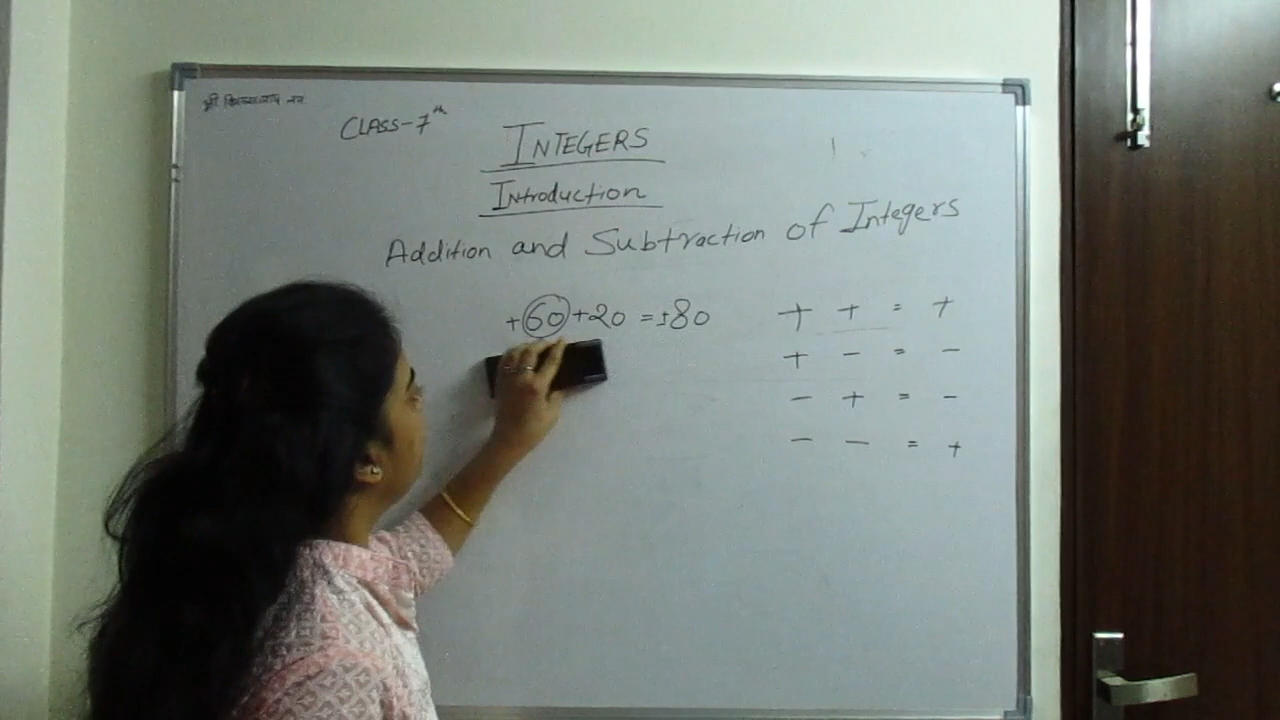 श्री
CLASS-7th
INTEGERS
Introduction
Addition and Subtraction of Integers
+60+20 =+80
+ + = +
+ - = -
- + = -
- - = +